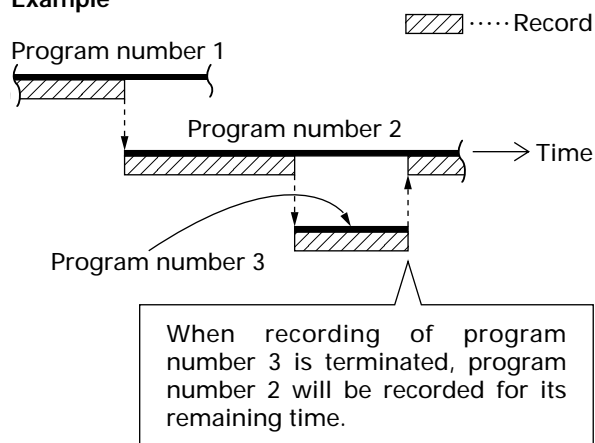 Example
Record
Program number 1
Program number 2
Time
Program number 3
When recording of program
number 3 is terminated, program
number 2 will be recorded for its
remaining time.